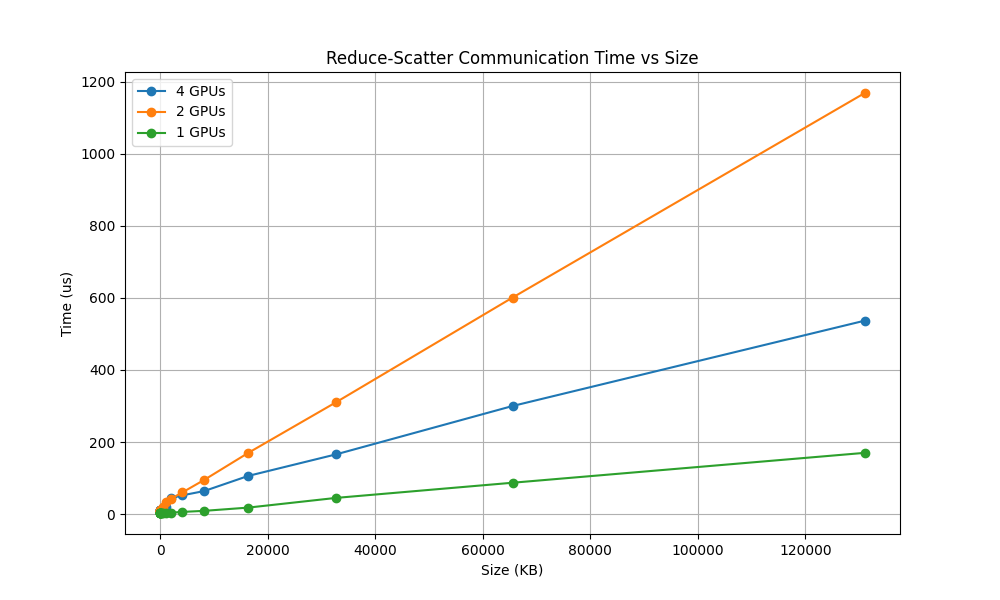 Reduce-Scatter Communication Time vs Size
4 GPUs
2 GPUs
1 GPUs
1200
1000
800
600
400
200
0
Time (us)
0 20000 40000 60000 80000 100000 120000
Size (KB)